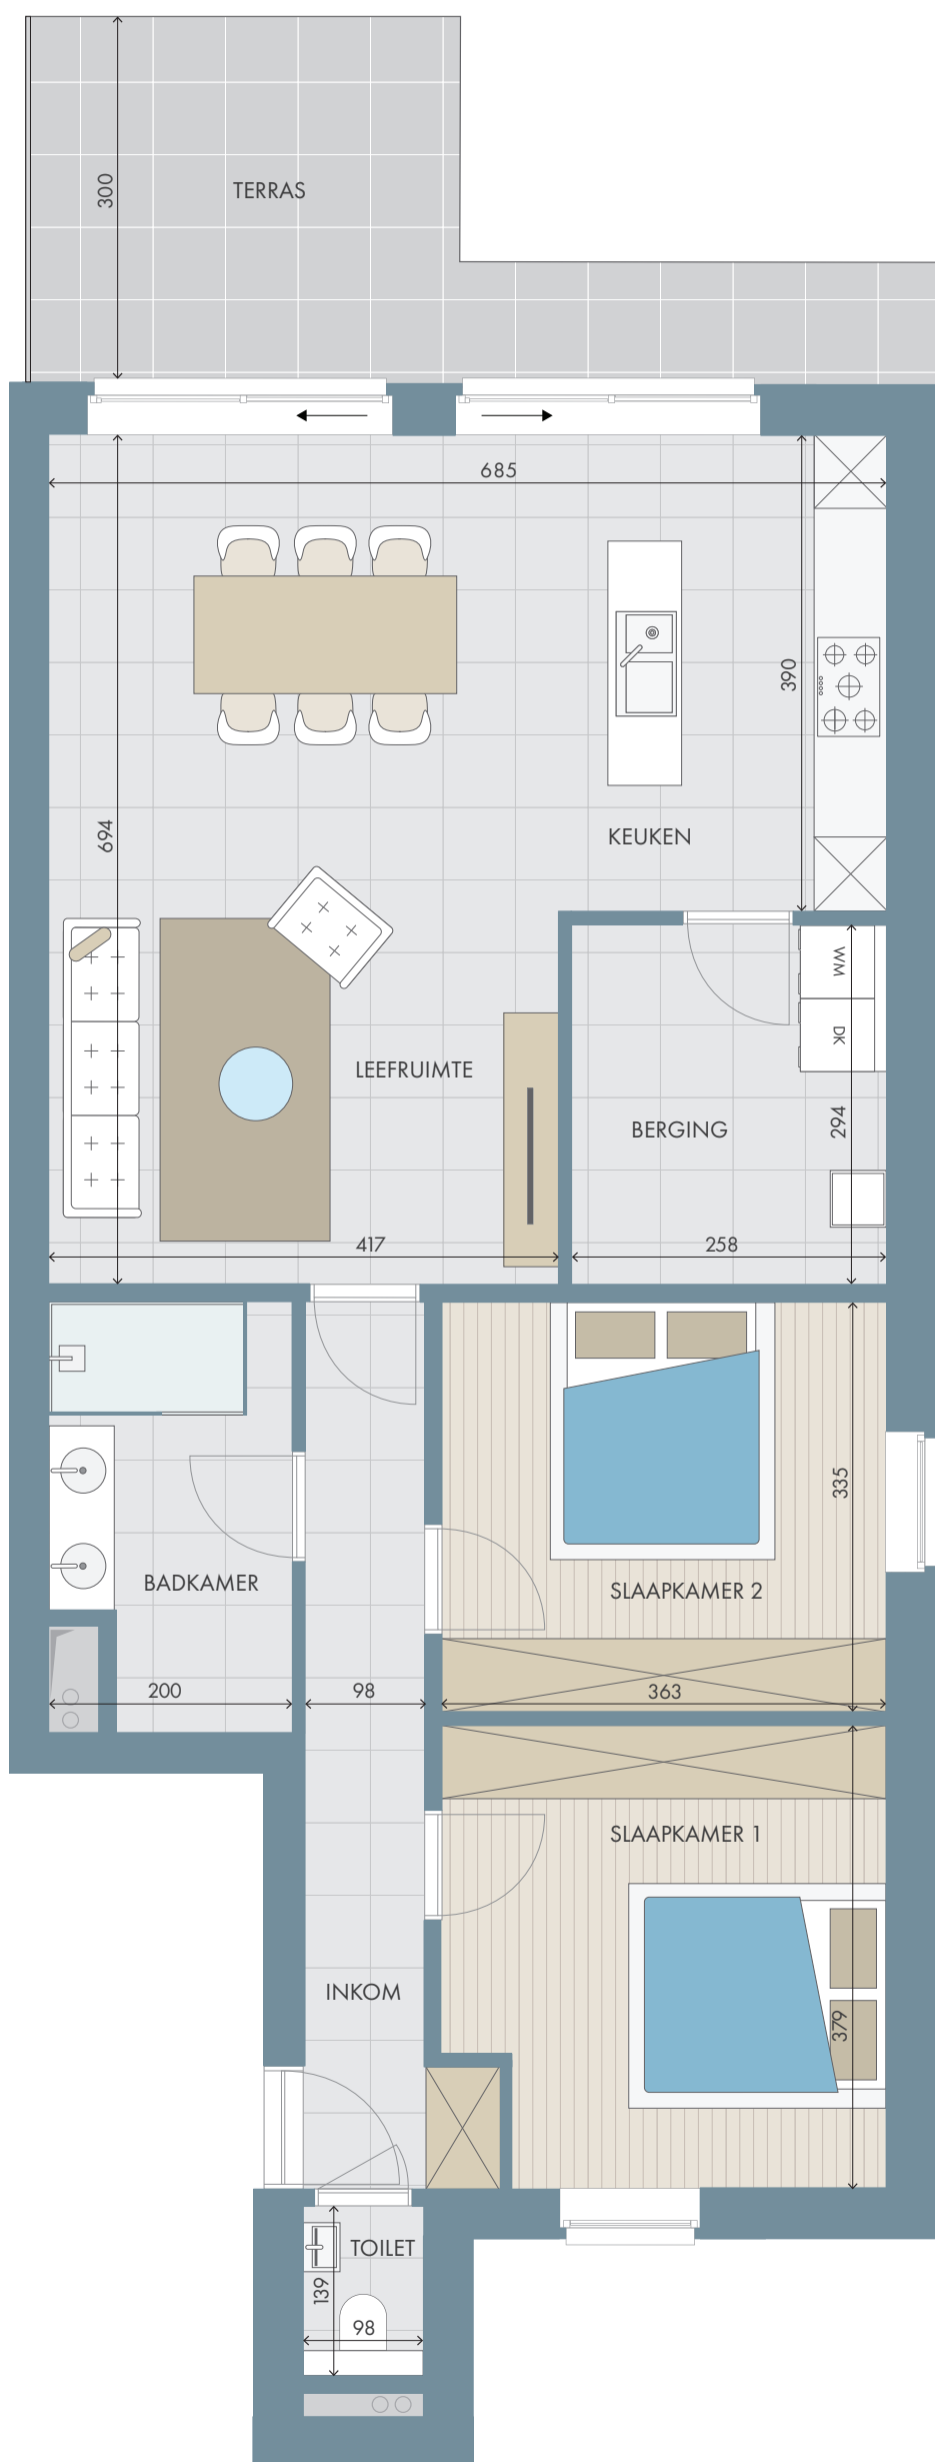 300
TERRAS
685
390
694
KEUKEN
WM
DK
LEEFRUIMTE
BERGING
294
417
258
335
BADKAMER
SLAAPKAMER 2
200
98
363
SLAAPKAMER 1
INKOM
379
TOILET
139
98